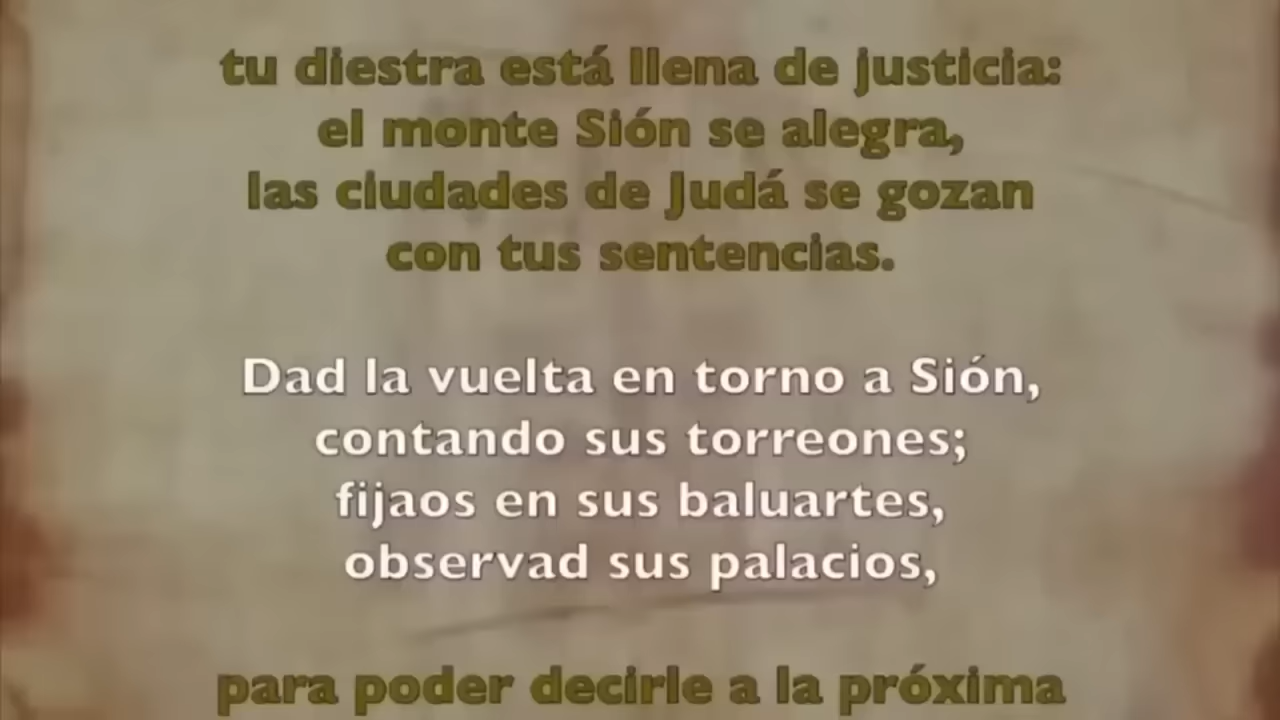 tu diestra está llena de justicia:
el monte Sión se alegra,
las ciudades de Judá se gozan
con tus sentencias.
Dad la vuelta en torno a Sión,
contando sus torreones;
fijaos en sus baluartes,
observad sus palacios,
para poder decirle a la próxima